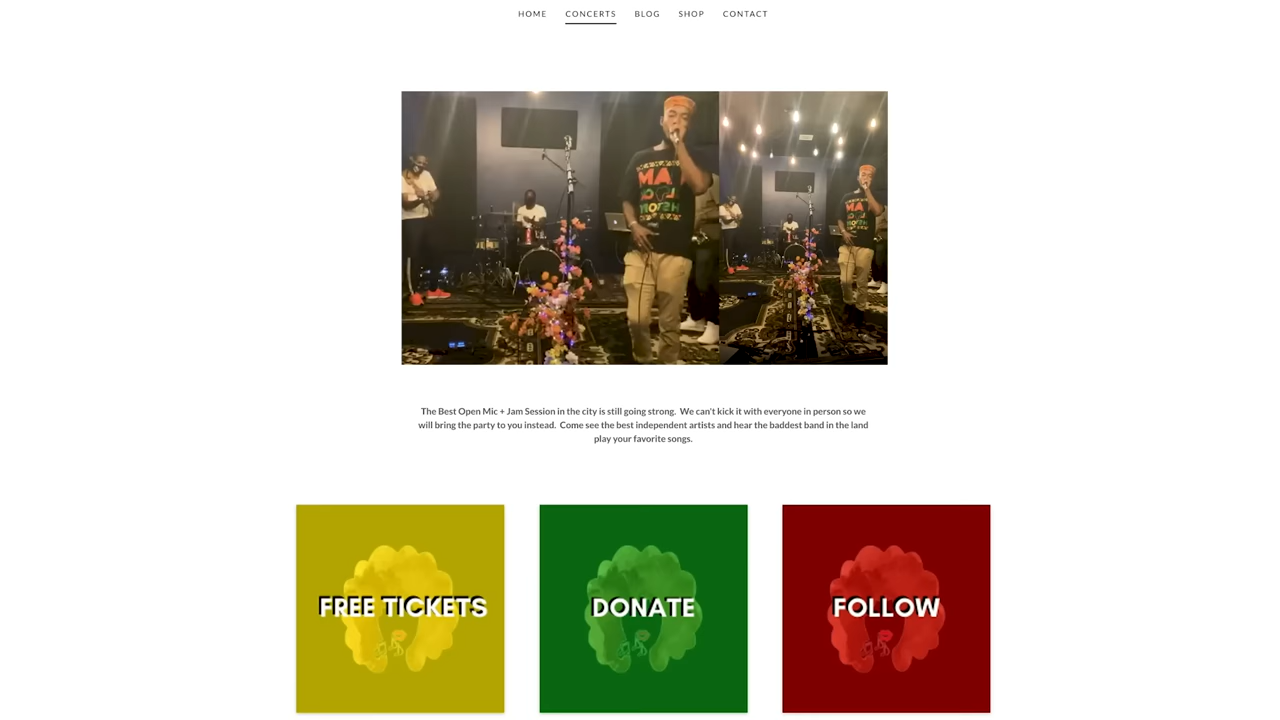 HOME CONCERTS BLOG SHOP CONTACT
The Best Open Mic + Jam Session in the city is still going strong.  We can't kick it with everyone in person so we
will bring the party to you instead.  Come see the best independent artists and hear the baddest band in the land
play your favorite songs.
FREE TICKETS
DONATE
FOLLOW